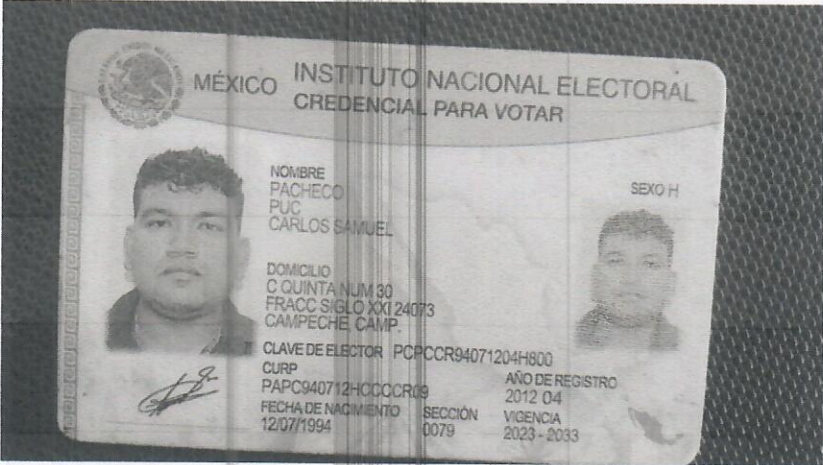 MÉXICO INSTITUTO NACIONAL ELECTORAL
CREDENCIAL PARA VOTAR
NOMBRE
SEXO H
PACHECO
PUC
CARLOS SAMUEL
DOMICILIO
C QUINTA NUM 30
FRACC SIGLO XXI 24073
CAMPECHE, CAMP.
CLAVE DE ELECTOR PCPCCR94071204H800
CURP
PAPC940712HCCCCR09
AÑO DE REGISTRO
2012 04
FECHA DE NACIMIENTO
12/07/1994
SECCIÓN
0079
VIGENCIA
2023 - 2033